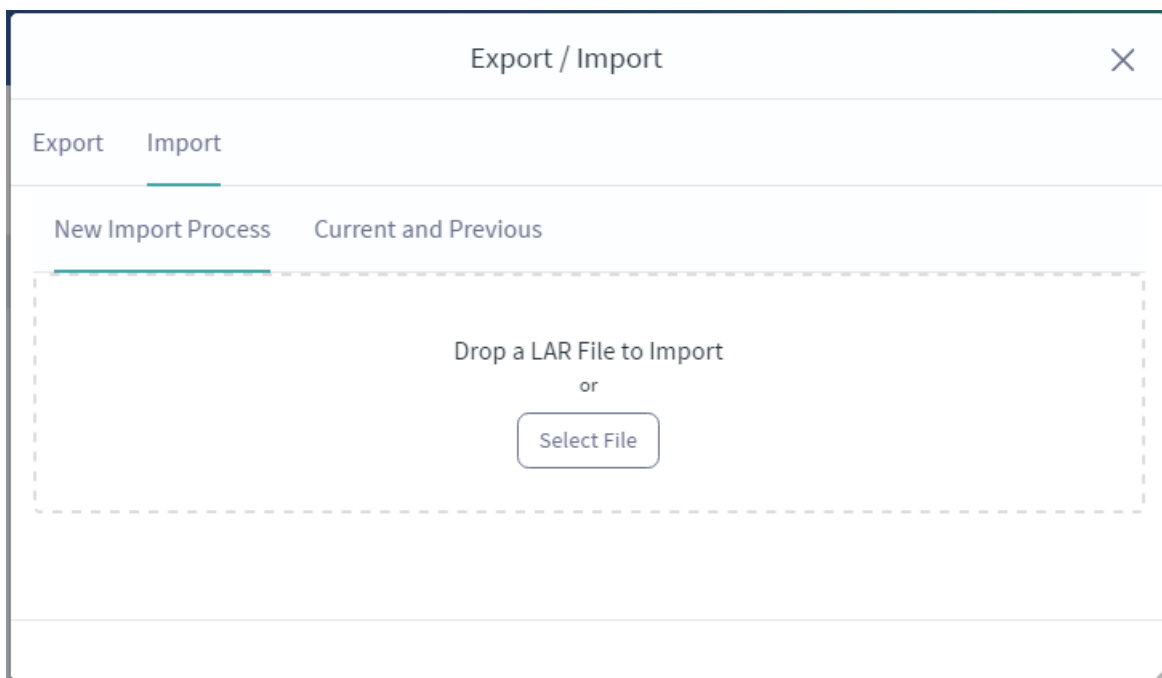 Export / Import
Export Import
New Import Process Current and Previous
Drop a LAR File to Import
or
Select File